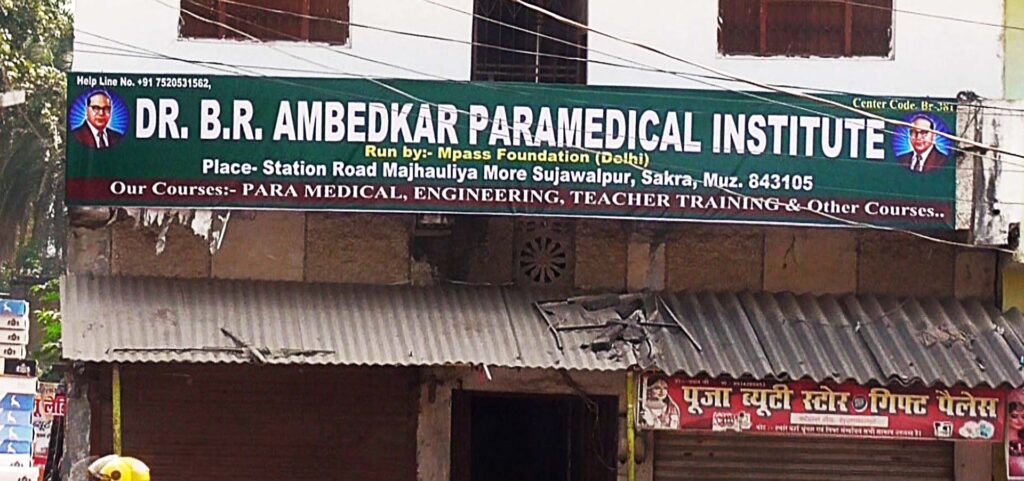 Help Line No. +91 7520531562,
Center Code. Br-381
DR. B.R. AMBEDKAR PARAMEDICAL INSTITUTE
Run by:- Mpass Foundation (Delhi)
Place- Station Road Majhauliya More Sujawalpur, Sakra, Muz. 843105
Our Courses:- PARA MEDICAL, ENGINEERING, TEACHER TRAINING & Other Courses..
पूजा ब्यूटी स्टोर गिफ्ट पैलेस